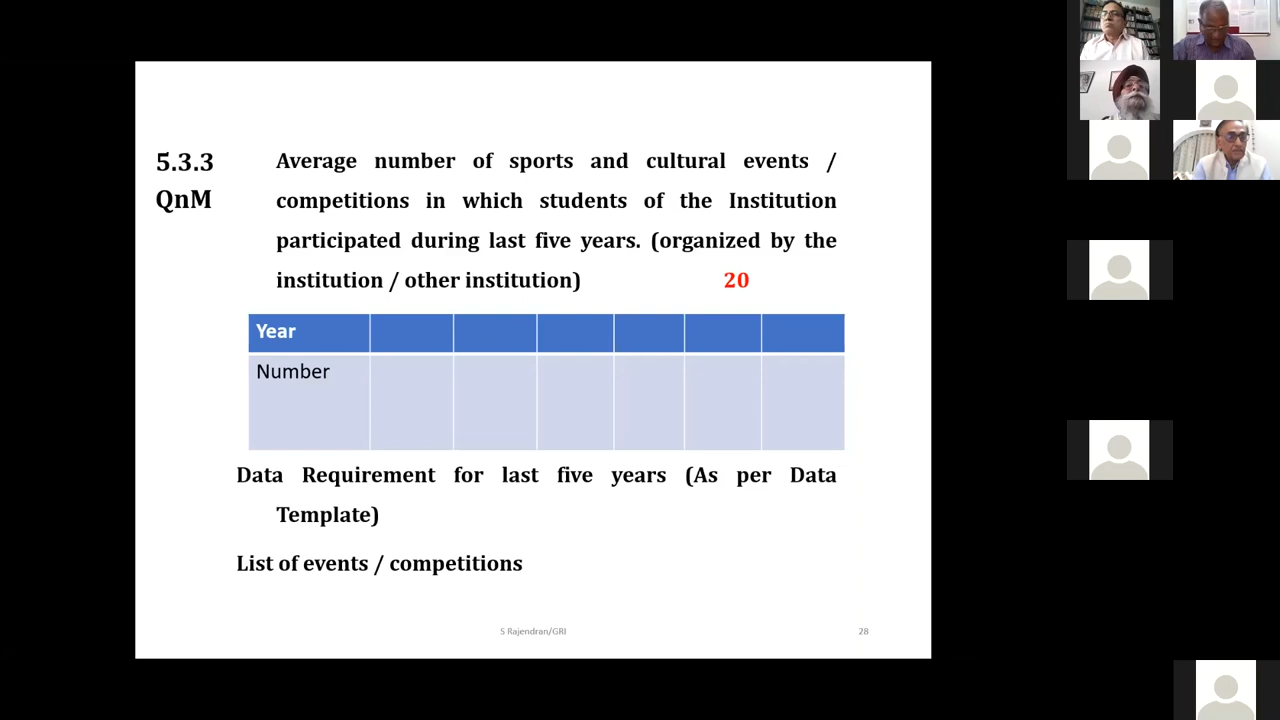 5.3.3
QnM
Average number of sports and cultural events /
competitions in which students of the Institution
participated during last five years. (organized by the
institution / other institution) 20
Year
Number
Data Requirement for last five years (As per Data
Template)
List of events / competitions
S Rajendran/GRI 28